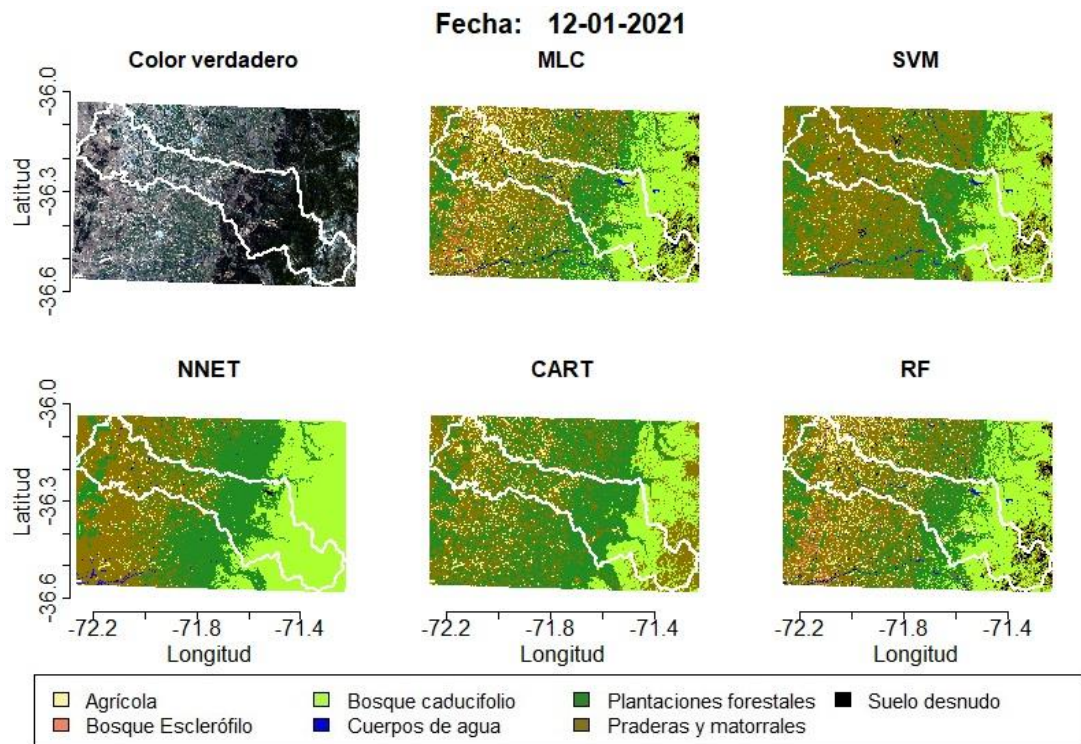 Fecha: 12-01-2021
Color verdadero
MLC
SVM
-36.0
-36.3
-36.6
Latitud
NNET
CART
RF
-36.0
-36.3
-36.6
Latitud
-72.2 -71.8 -71.4
-72.2 -71.8 -71.4
-72.2 -71.8 -71.4
Longitud
Longitud
Longitud
Agrícola
Bosque caducifolio
Plantaciones forestales
Suelo desnudo
Bosque Esclerófilo
Cuerpos de agua
Praderas y matorrales